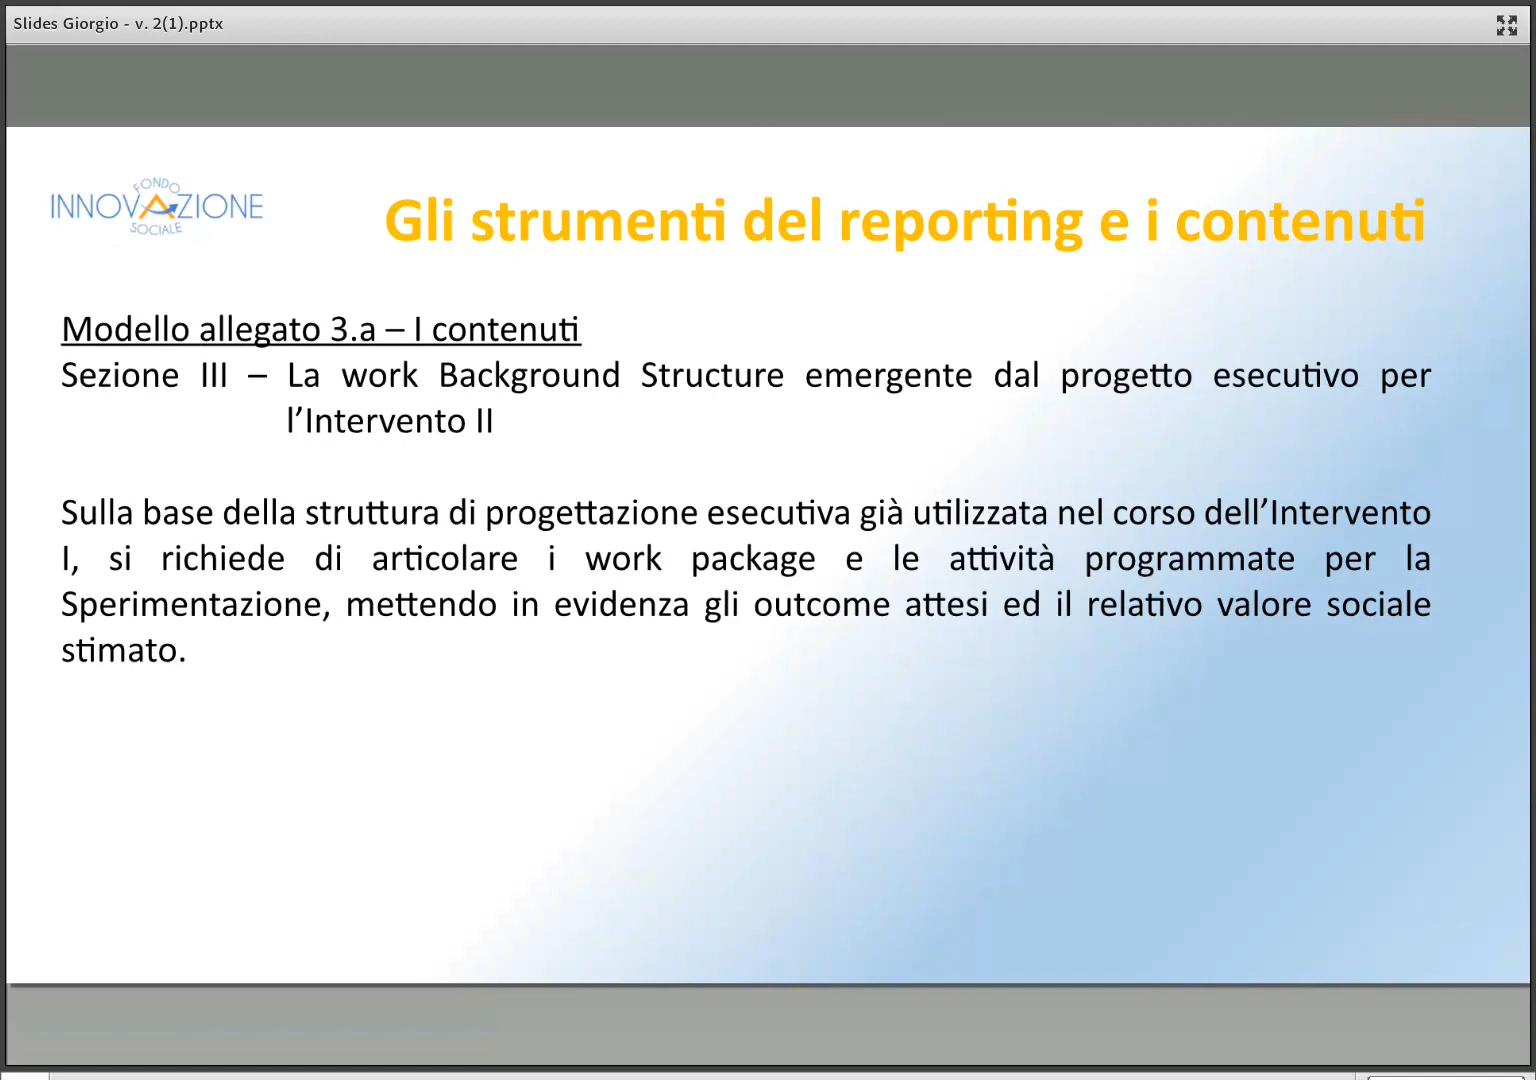 Slides Giorgio - v. 2(1).pptx
FONDO
INNOVAZIONE
SOCIALE
Gli strumenti del reporting e i contenuti
Modello allegato 3.a – I contenuti
Sezione III – La work Background Structure emergente dal progetto esecutivo per
l’Intervento II
Sulla base della struttura di progettazione esecutiva già utilizzata nel corso dell’Intervento
I, si richiede di articolare i work package e le attività programmate per la
Sperimentazione, mettendo in evidenza gli outcome attesi ed il relativo valore sociale
stimato.